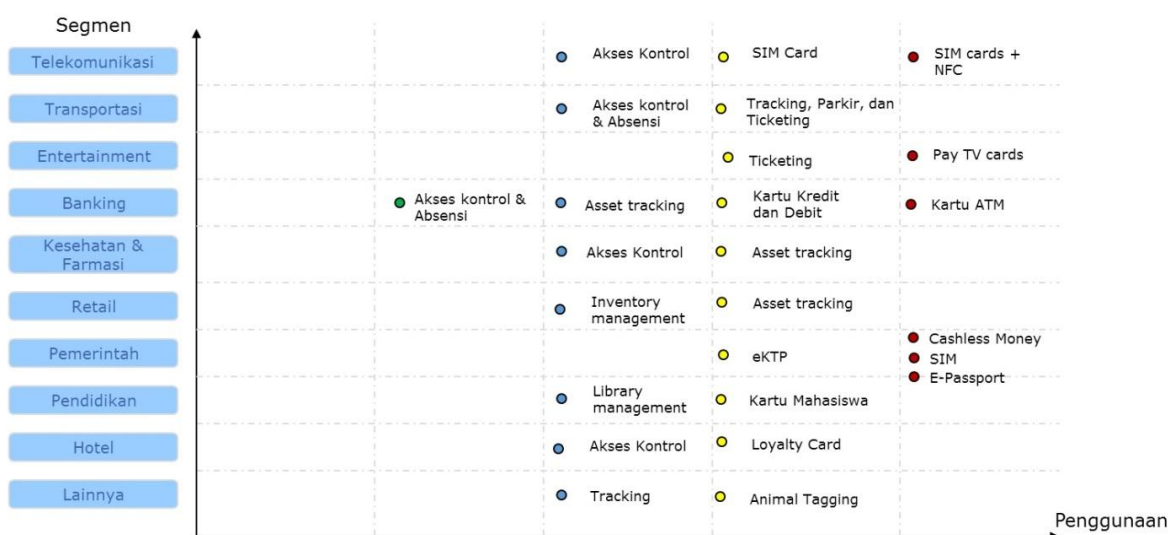 Segmen
Telekomunikasi
Akses Kontrol
SIM Card
SIM cards +
NFC
Transportasi
Akses kontrol
& Absensi
Tracking, Parkir, dan
Ticketing
Entertainment
Ticketing
Pay TV cards
Banking
Akses kontrol &
Absensi
Asset tracking
Kartu Kredit
dan Debit
Kartu ATM
Kesehatan &
Farmasi
Akses Kontrol
Asset tracking
Retail
Inventory
management
Asset tracking
Pemerintah
eKTP
Cashless Money
SIM
E-Passport
Pendidikan
Library
management
Kartu Mahasiswa
Hotel
Akses Kontrol
Loyalty Card
Lainnya
Tracking
Animal Tagging
Penggunaan